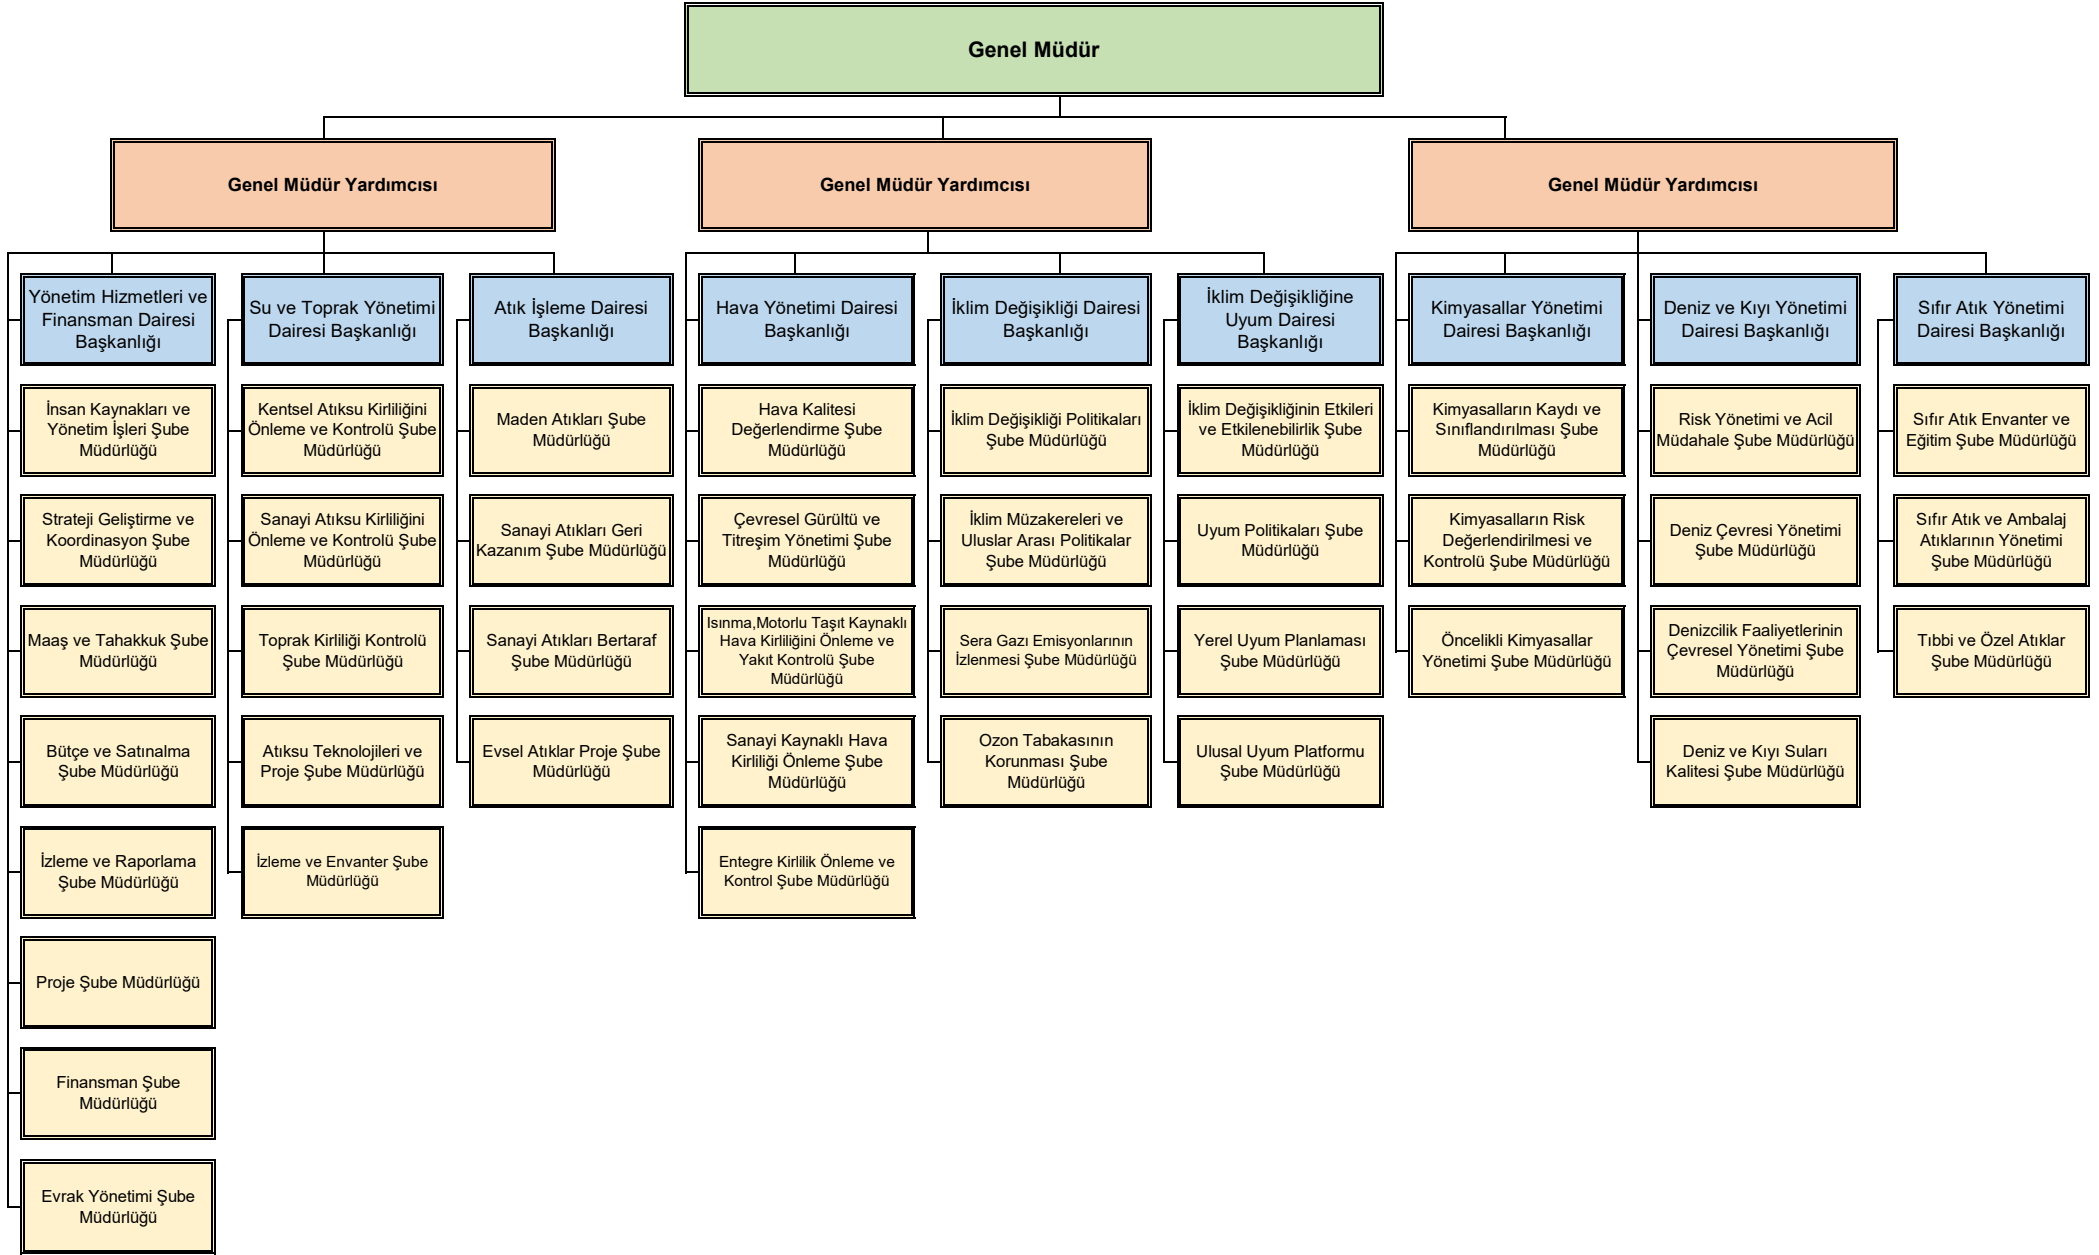 Genel Müdür
Genel Müdür Yardımcısı
Genel Müdür Yardımcısı
Genel Müdür Yardımcısı
Yönetim Hizmetleri ve
Finansman Dairesi
Başkanlığı
Su ve Toprak Yönetimi
Dairesi Başkanlığı
Atık İşleme Dairesi
Başkanlığı
Hava Yönetimi Dairesi
Başkanlığı
İklim Değişikliği Dairesi
Başkanlığı
İklim Değişikliğine
Uyum Dairesi
Başkanlığı
Kimyasallar Yönetimi
Dairesi Başkanlığı
Deniz ve Kıyı Yönetimi
Dairesi Başkanlığı
Sıfır Atık Yönetimi
Dairesi Başkanlığı
İnsan Kaynakları ve
Yönetim İşleri Şube
Müdürlüğü
Kentsel Atıksu Kirliliğini
Önleme ve Kontrolü Şube
Müdürlüğü
Maden Atıkları Şube
Müdürlüğü
Hava Kalitesi
Değerlendirme Şube
Müdürlüğü
İklim Değişikliği Politikaları
Şube Müdürlüğü
İklim Değişikliğinin Etkileri
ve Etkilenebilirlik Şube
Müdürlüğü
Kimyasalların Kaydı ve
Sınıflandırılması Şube
Müdürlüğü
Risk Yönetimi ve Acil
Müdahale Şube Müdürlüğü
Sıfır Atık Envanter ve
Eğitim Şube Müdürlüğü
Strateji Geliştirme ve
Koordinasyon Şube
Müdürlüğü
Sanayi Atıksu Kirliliğini
Önleme ve Kontrolü Şube
Müdürlüğü
Sanayi Atıkları Geri
Kazanım Şube Müdürlüğü
Çevresel Gürültü ve
Titreşim Yönetimi Şube
Müdürlüğü
İklim Müzakereleri ve
Uluslar Arası Politikalar
Şube Müdürlüğü
Uyum Politikaları Şube
Müdürlüğü
Kimyasalların Risk
Değerlendirilmesi ve
Kontrolü Şube Müdürlüğü
Deniz Çevresi Yönetimi
Şube Müdürlüğü
Sıfır Atık ve Ambalaj
Atıklarının Yönetimi
Şube Müdürlüğü
Maaş ve Tahakkuk Şube
Müdürlüğü
Toprak Kirliliği Kontrolü
Şube Müdürlüğü
Sanayi Atıkları Bertaraf
Şube Müdürlüğü
Isınma,Motorlu Taşıt Kaynaklı
Hava Kirliliğini Önleme ve
Yakıt Kontrolü Şube
Müdürlüğü
Sera Gazı Emisyonlarının
İzlenmesi Şube Müdürlüğü
Yerel Uyum Planlaması
Şube Müdürlüğü
Öncelikli Kimyasallar
Yönetimi Şube Müdürlüğü
Denizcilik Faaliyetlerinin
Çevresel Yönetimi Şube
Müdürlüğü
Tıbbi ve Özel Atıklar
Şube Müdürlüğü
Bütçe ve Satınalma
Şube Müdürlüğü
Atıksu Teknolojileri ve
Proje Şube Müdürlüğü
Evsel Atıklar Proje Şube
Müdürlüğü
Sanayi Kaynaklı Hava
Kirliliği Önleme Şube
Müdürlüğü
Ozon Tabakasının
Korunması Şube
Müdürlüğü
Ulusal Uyum Platformu
Şube Müdürlüğü
Deniz ve Kıyı Suları
Kalitesi Şube Müdürlüğü
İzleme ve Raporlama
Şube Müdürlüğü
İzleme ve Envanter Şube
Müdürlüğü
Entegre Kirlilik Önleme ve
Kontrol Şube Müdürlüğü
Proje Şube Müdürlüğü
Finansman Şube
Müdürlüğü
Evrak Yönetimi Şube
Müdürlüğü